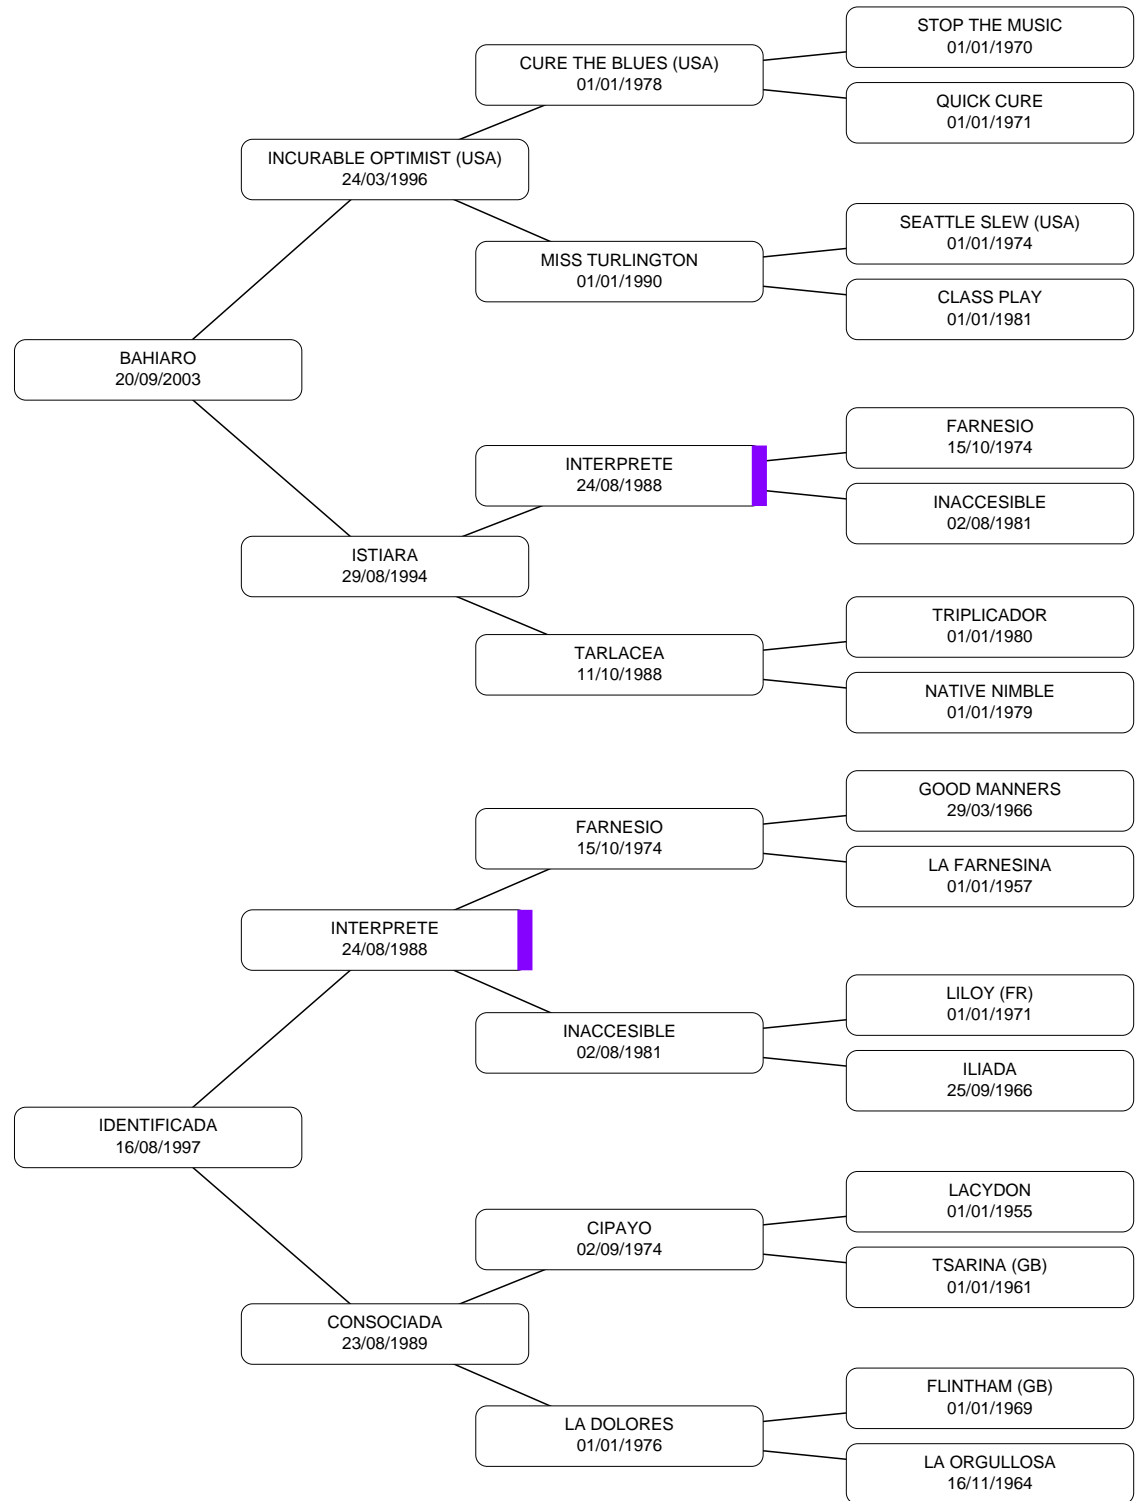 STOP THE MUSIC
01/01/1970
CURE THE BLUES (USA)
01/01/1978
QUICK CURE
01/01/1971
INCURABLE OPTIMIST (USA)
24/03/1996
SEATTLE SLEW (USA)
01/01/1974
MISS TURLINGTON
01/01/1990
CLASS PLAY
01/01/1981
BAHIARO
20/09/2003
FARNESIO
15/10/1974
INTERPRETE
24/08/1988
INACCESIBLE
02/08/1981
ISTIARA
29/08/1994
TRIPLICADOR
01/01/1980
TARLACEA
11/10/1988
NATIVE NIMBLE
01/01/1979
GOOD MANNERS
29/03/1966
FARNESIO
15/10/1974
LA FARNESINA
01/01/1957
INTERPRETE
24/08/1988
LILOY (FR)
01/01/1971
INACCESIBLE
02/08/1981
ILIADA
25/09/1966
IDENTIFICADA
16/08/1997
LACYDON
01/01/1955
CIPAYO
02/09/1974
TSARINA (GB)
01/01/1961
CONSOCIADA
23/08/1989
FLINTHAM (GB)
01/01/1969
LA DOLORES
01/01/1976
LA ORGULLOSA
16/11/1964